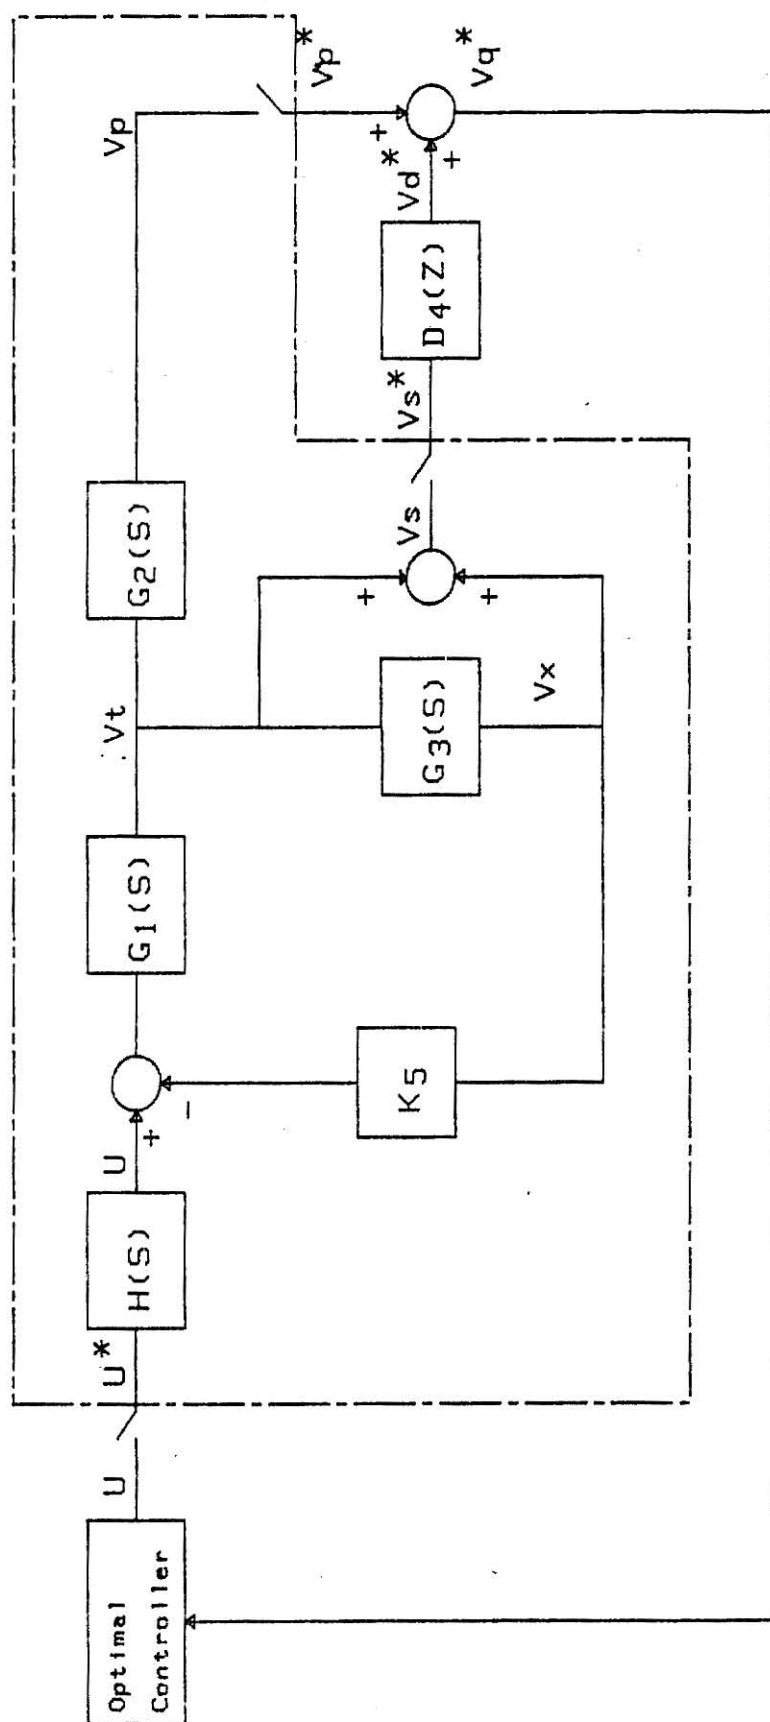 Optimal
Controller
U
U*
H(S)
U
+
−
G1(S)
Vt
G2(S)
Vp
Vp*
+
Vq*
K5
G3(S)
Vx
+
+
Vs
Vs*
D4(Z)
Vd*
+